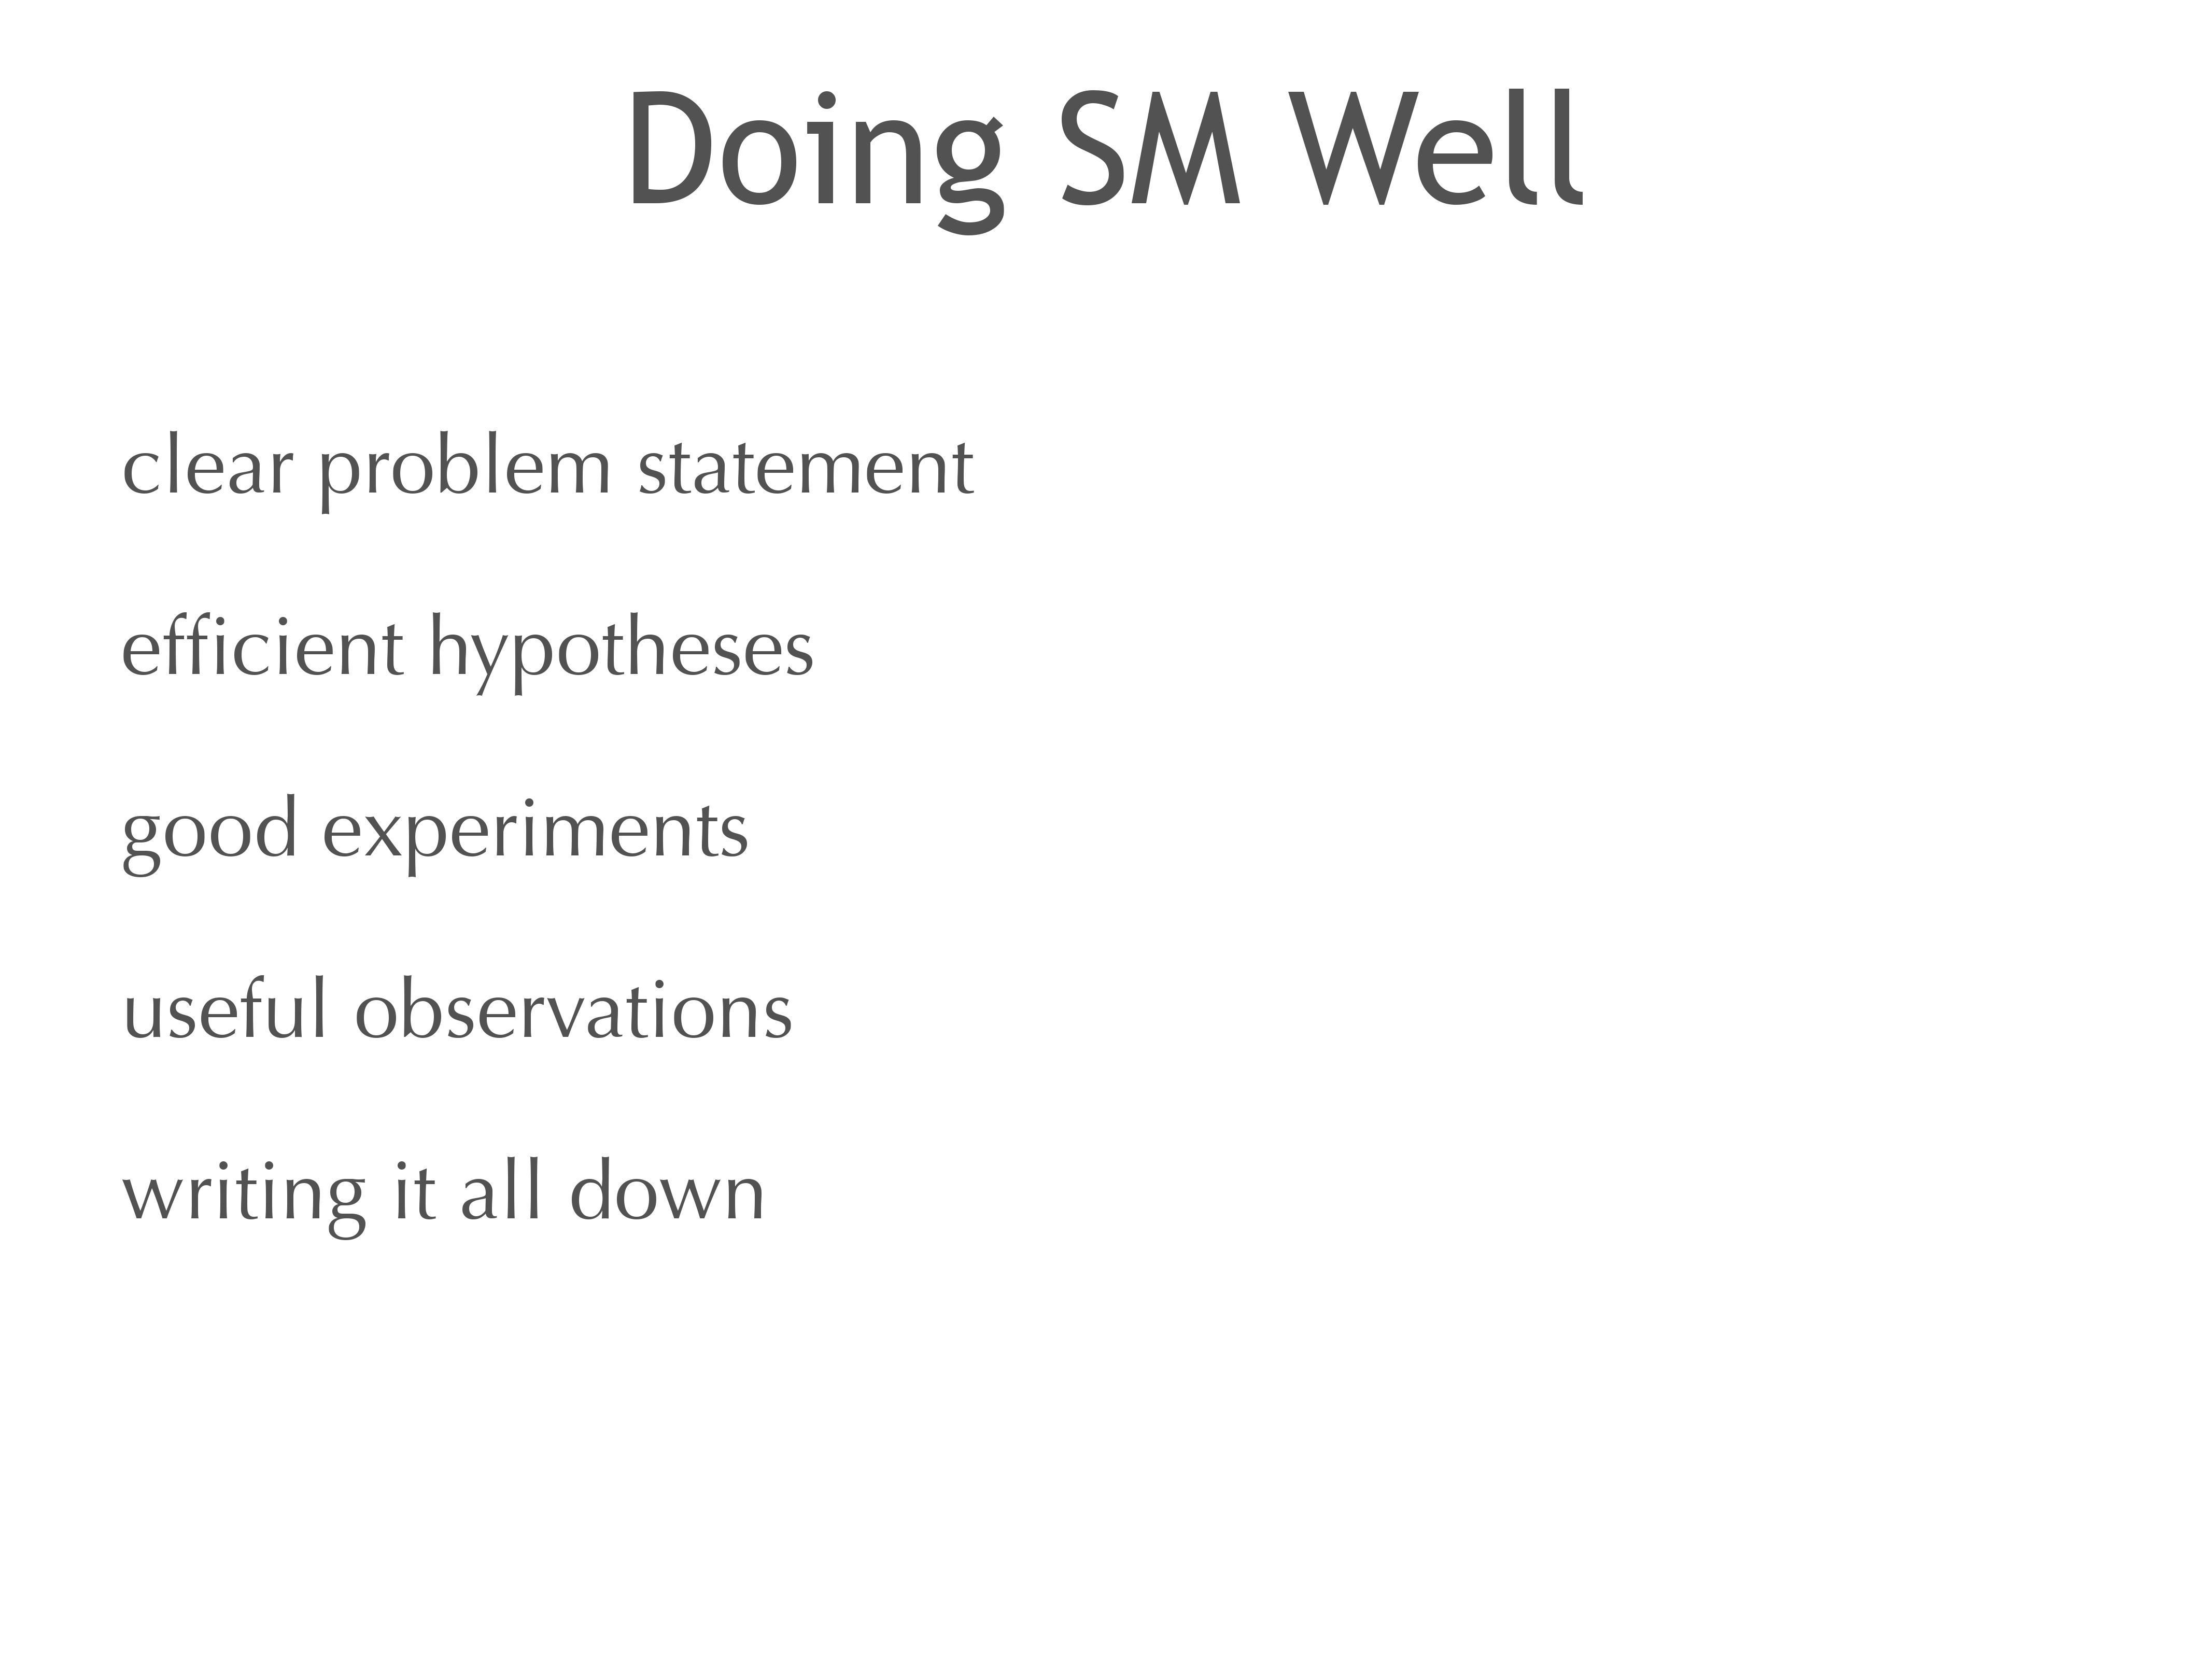 Doing SM Well
clear problem statement
efficient hypotheses
good experiments
useful observations
writing it all down